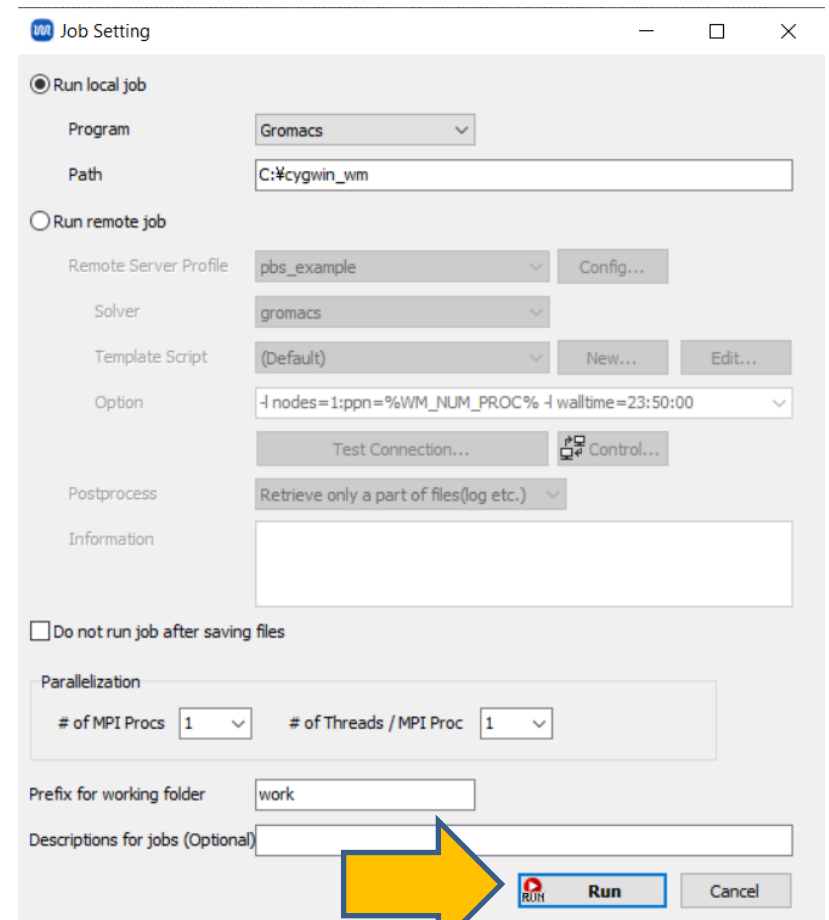 Job Setting
Run local job
Program Gromacs
Path C:¥cygwin_wm
Run remote job
Remote Server Profile pbs_example Config...
Solver gromacs
Template Script (Default) New... Edit...
Option -l nodes=1:ppn=%WM_NUM_PROC% -l walltime=23:50:00
Test Connection... Control...
Postprocess Retrieve only a part of files(log etc.)
Information
Do not run job after saving files
Parallelization
# of MPI Procs 1 # of Threads / MPI Proc 1
Prefix for working folder work
Descriptions for jobs (Optional)
RUN Run Cancel